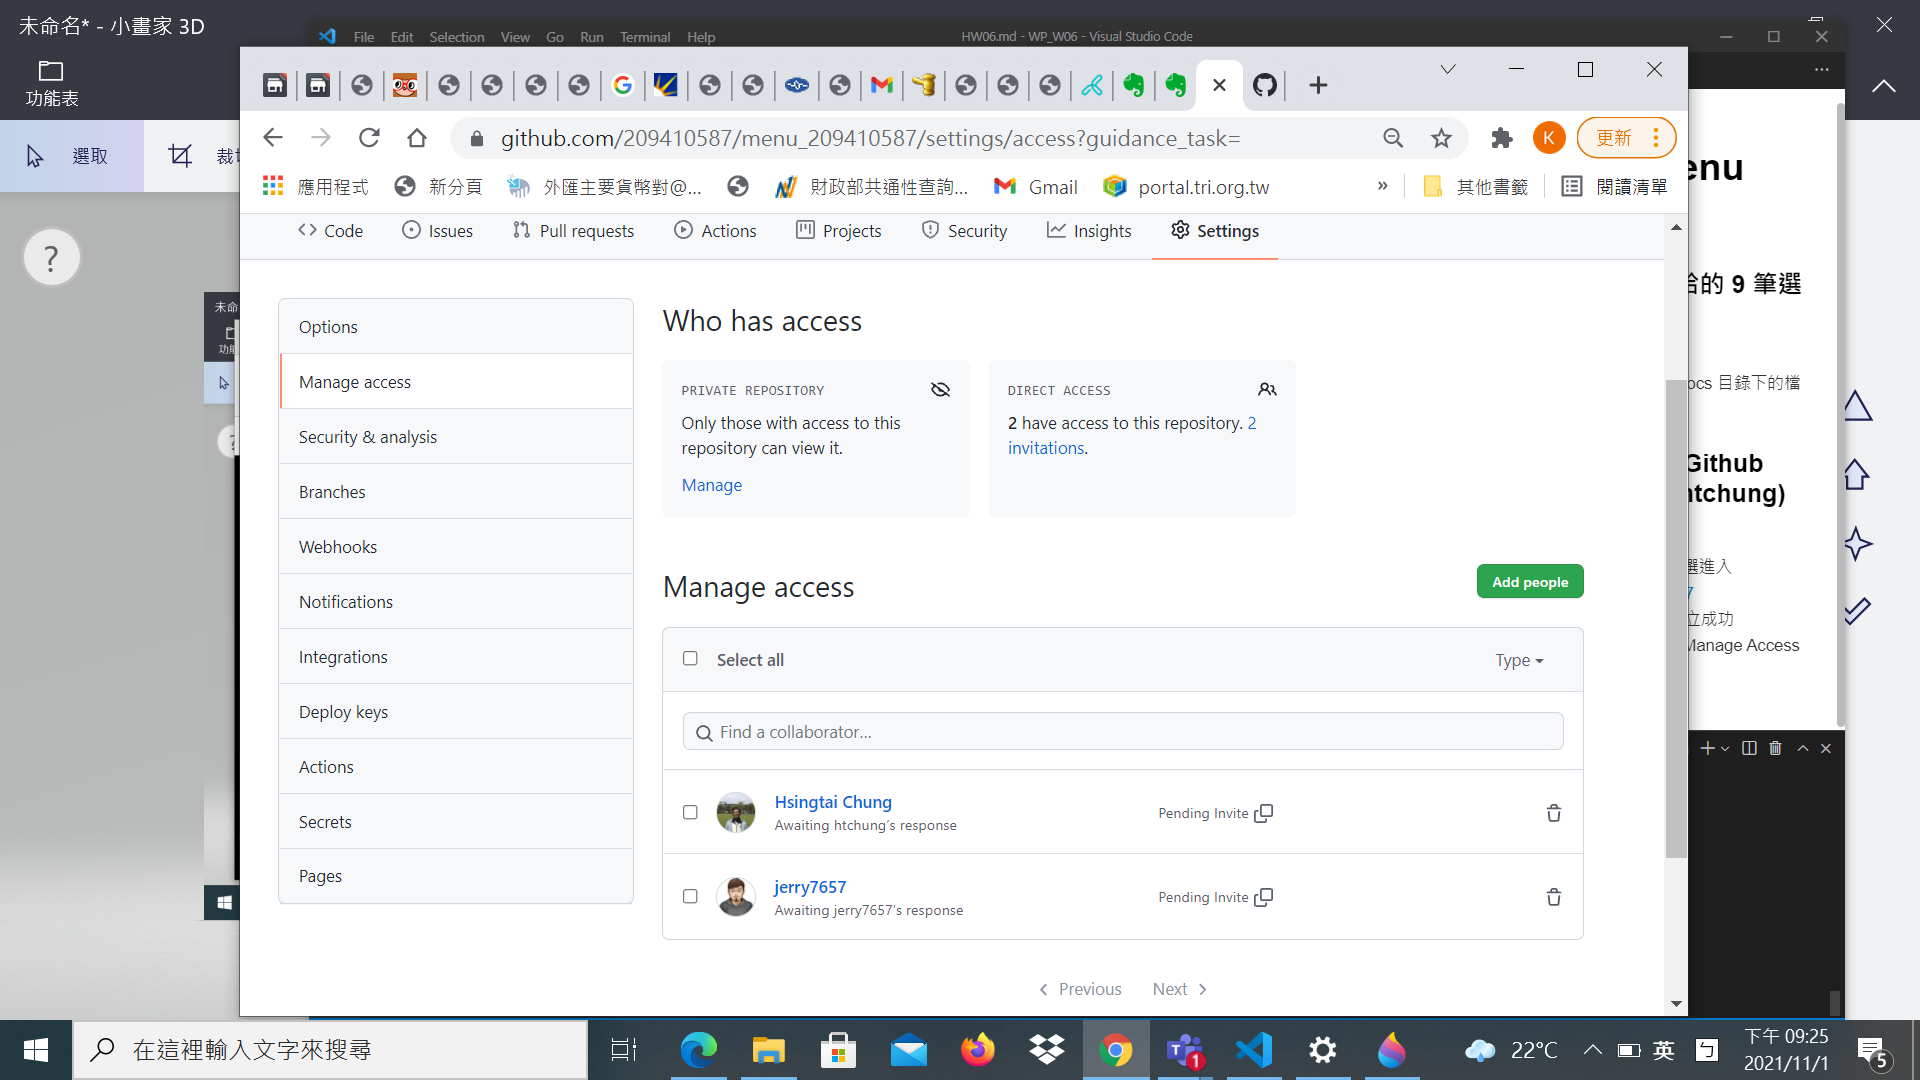 未命名* - 小畫家 3D
功能表
選取
裁
File Edit Selection View Go Run Terminal Help
HW06.md - WP_W06 - Visual Studio Code
github.com/209410587/menu_209410587/settings/access?guidance_task=
K
更新
應用程式
新分頁
外匯主要貨幣對@...
財政部共通性查詢...
Gmail
portal.tri.org.tw
»
其他書籤
閱讀清單
Code
Issues
Pull requests
Actions
Projects
Security
Insights
Settings
Options
Manage access
Security & analysis
Branches
Webhooks
Notifications
Integrations
Deploy keys
Actions
Secrets
Pages
Who has access
PRIVATE REPOSITORY
Only those with access to this
repository can view it.
Manage
DIRECT ACCESS
2 have access to this repository. 2
invitations.
Manage access
Add people
Select all
Type
Find a collaborator...
Hsingtai Chung
Awaiting htchung's response
Pending Invite
jerry7657
Awaiting jerry7657's response
Pending Invite
Previous
Next
enu
的 9 筆選
ocs 目錄下的檔
Github
ntchung)
選進入
7
立成功
Manage Access
未命
功能
?
?
在這裡輸入文字來搜尋
1
22°C
英
ㄅ
下午 09:25
2021/11/1
5